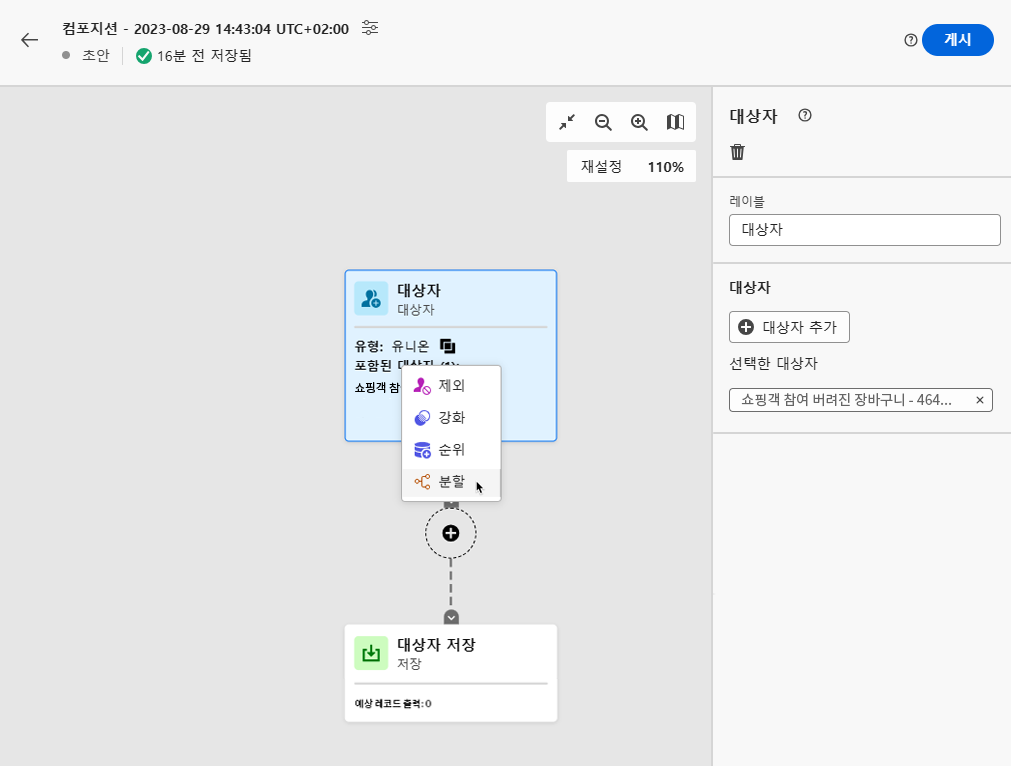 컴포지션 - 2023-08-29 14:43:04 UTC+02:00
초안
16분 전 저장됨
게시
재설정 110%
대상자
대상자
유형: 유니온
포함된 대상자 (1):
쇼핑객 참
제외
강화
순위
분할
대상자 저장
저장
예상 레코드 출력: 0
대상자
레이블
대상자
대상자
대상자 추가
선택한 대상자
쇼핑객 참여 버려진 장바구니 - 464...